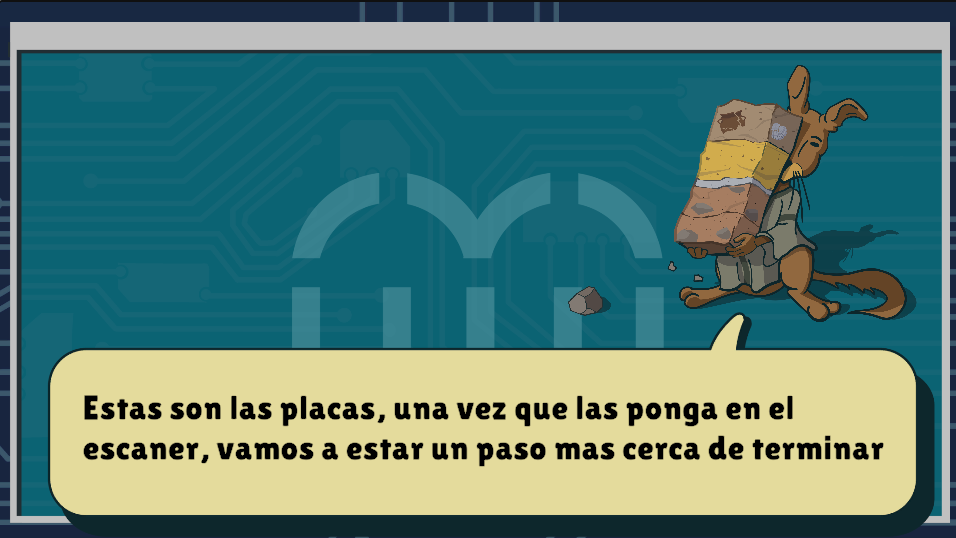 Estas son las placas, una vez que las ponga en el
escaner, vamos a estar un paso mas cerca de terminar